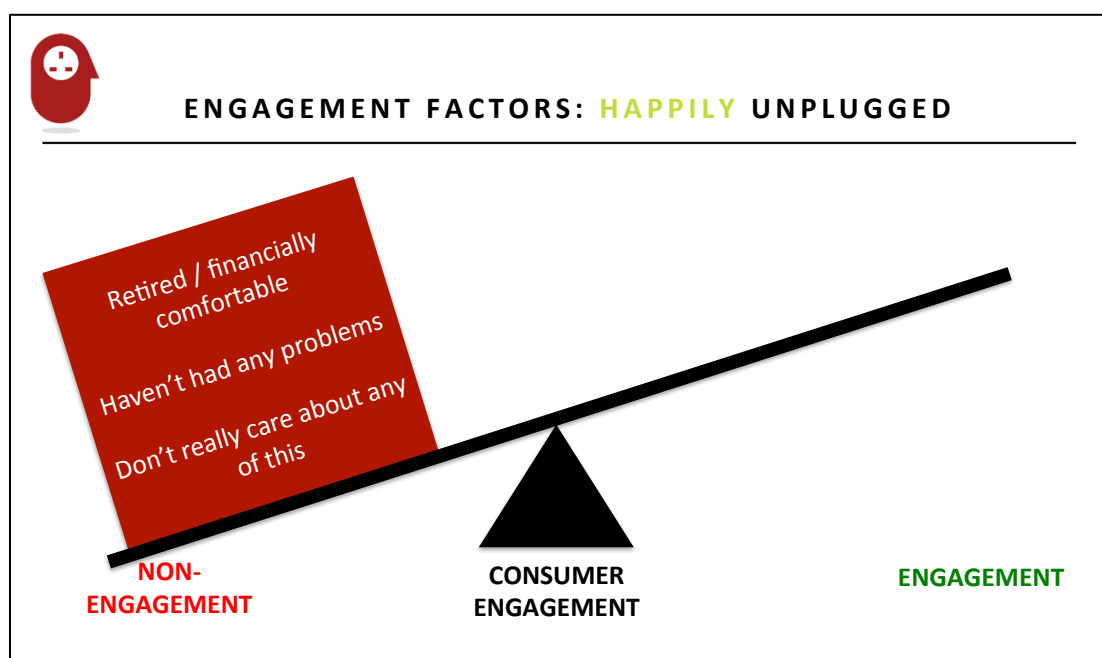 ENGAGEMENT FACTORS: HAPPILY UNPLUGGED
Retired / financially
comfortable
Haven’t had any problems
Don’t really care about any
of this
NON-
ENGAGEMENT
CONSUMER
ENGAGEMENT
ENGAGEMENT